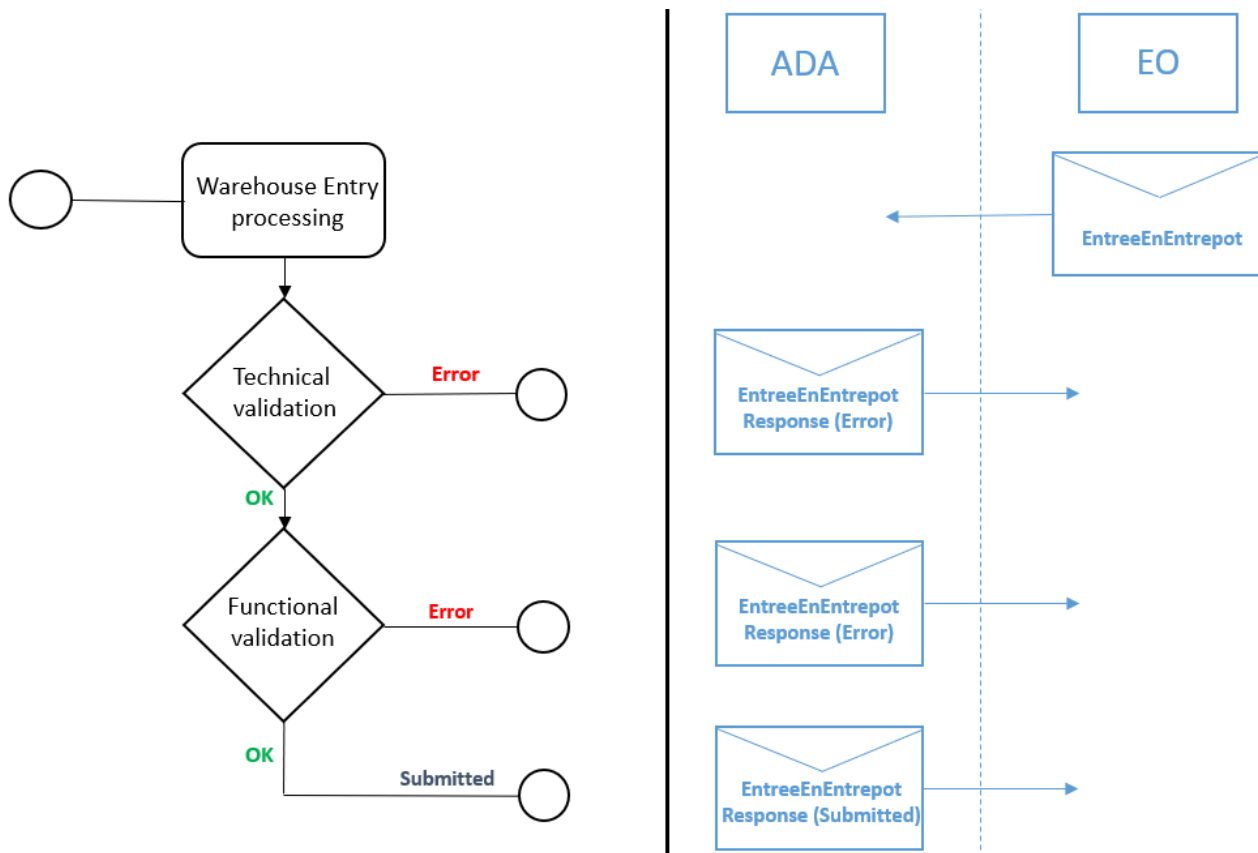 ADA
EO
Warehouse Entry
processing
EntreeEnEntrepot
Technical
validation
Error
EntreeEnEntrepot
Response (Error)
OK
Functional
validation
Error
EntreeEnEntrepot
Response (Error)
OK
Submitted
EntreeEnEntrepot
Response (Submitted)